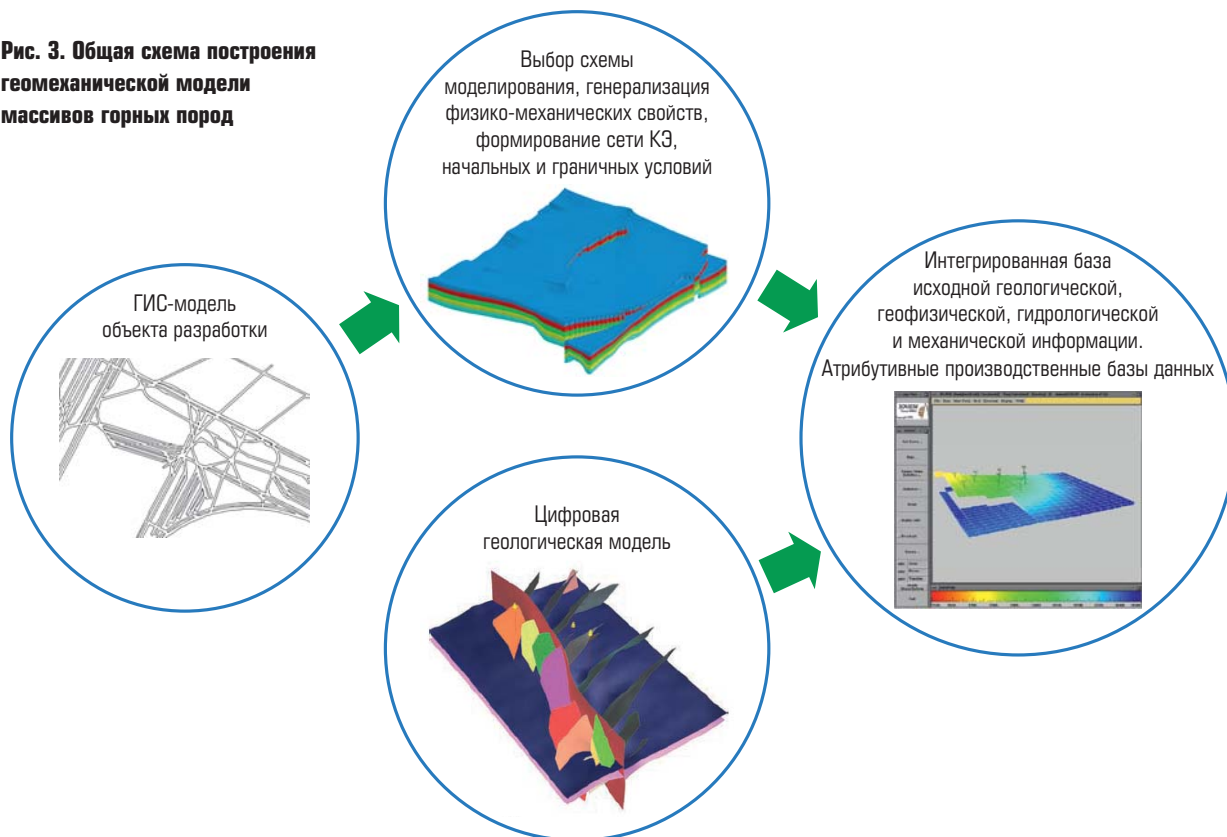 Рис. 3. Общая схема построения
геомеханической модели
массивов горных пород
Выбор схемы
моделирования, генерализация
физико-механических свойств,
формирование сети КЭ,
начальных и граничных условий
ГИС-модель
объекта разработки
Интегрированная база
исходной геологической,
геофизической, гидрологической
и механической информации.
Атрибутивные производственные базы данных
Цифровая
геологическая модель